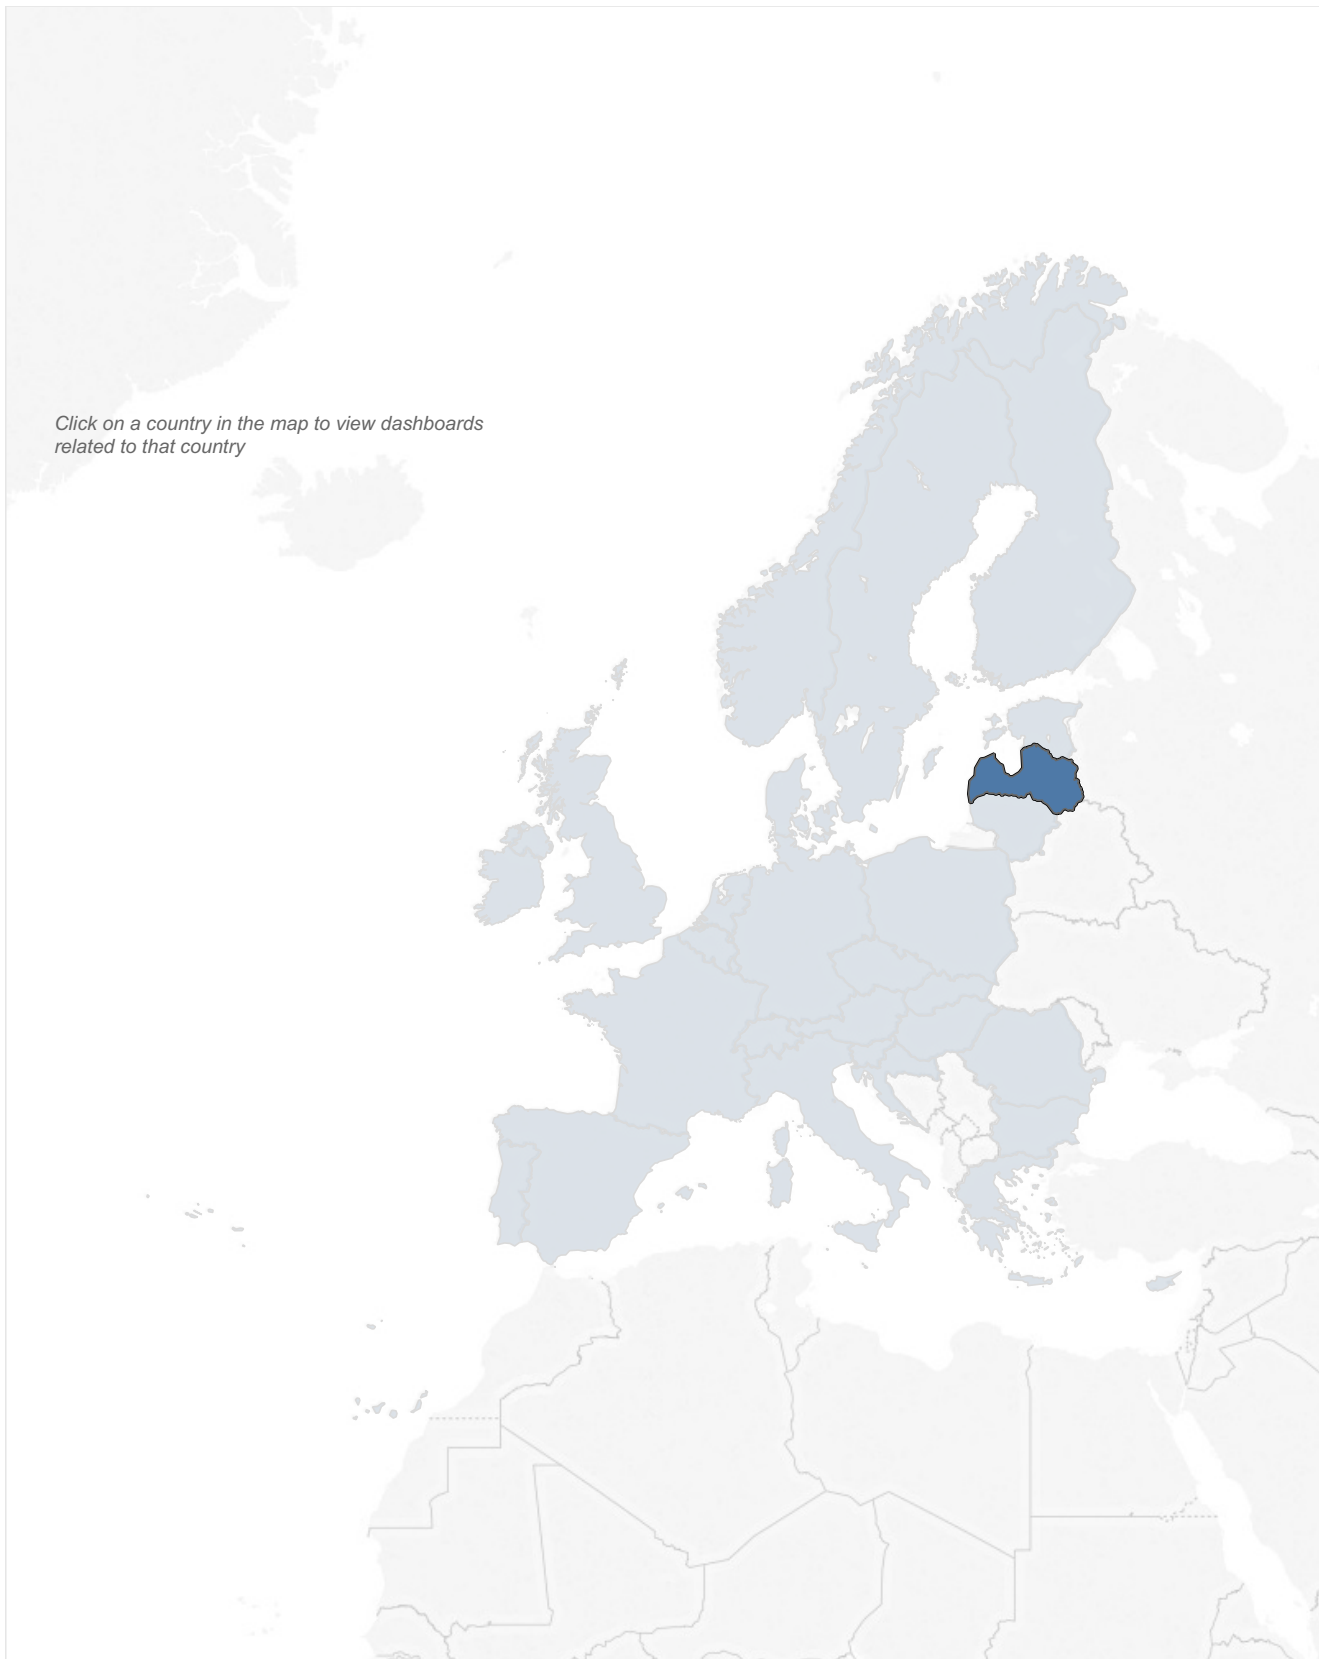 Click on a country in the map to view dashboards
related to that country